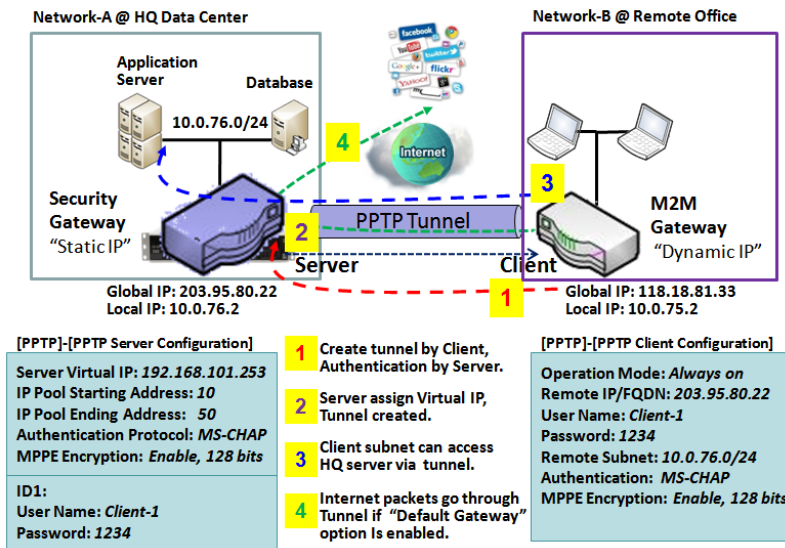 Network-A @ HQ Data Center
Network-B @ Remote Office
Application
Server
Database
10.0.76.0/24
facebook
You Tube
twitter
Google+
flickr
YAHOO!
my
Internet
4
3
Security
Gateway
“Static IP”
2
PPTP Tunnel
M2M
Gateway
“Dynamic IP”
Server
Client
1
Global IP: 203.95.80.22
Local IP: 10.0.76.2
Global IP: 118.18.81.33
Local IP: 10.0.75.2
[PPTP]-[PPTP Server Configuration]
Server Virtual IP: 192.168.101.253
IP Pool Starting Address: 10
IP Pool Ending Address: 50
Authentication Protocol: MS-CHAP
MPPE Encryption: Enable, 128 bits
ID1:
User Name: Client-1
Password: 1234
1 Create tunnel by Client,
Authentication by Server.
2 Server assign Virtual IP,
Tunnel created.
3 Client subnet can access
HQ server via tunnel.
4 Internet packets go through
Tunnel if “Default Gateway”
option Is enabled.
[PPTP]-[PPTP Client Configuration]
Operation Mode: Always on
Remote IP/FQDN: 203.95.80.22
User Name: Client-1
Password: 1234
Remote Subnet: 10.0.76.0/24
Authentication: MS-CHAP
MPPE Encryption: Enable, 128 bits